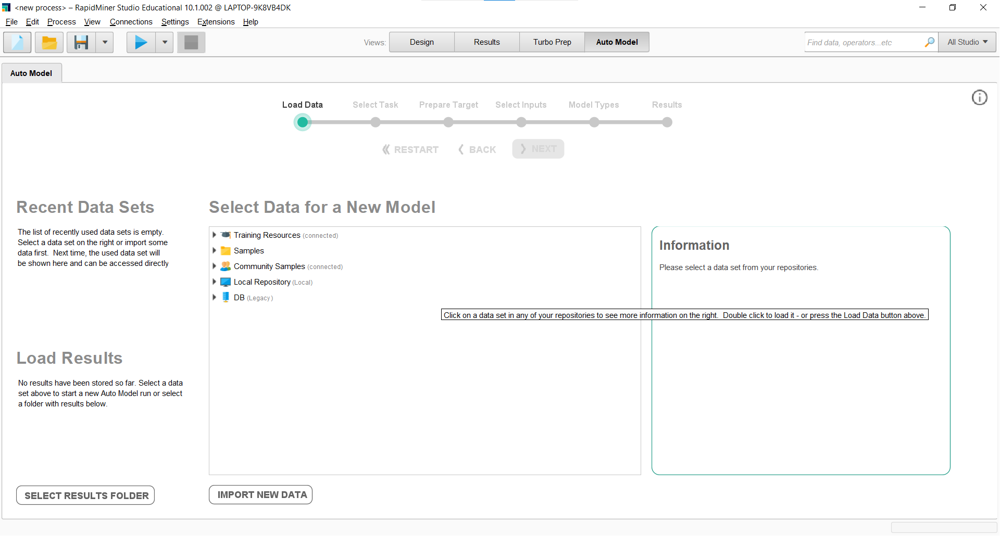 <new process> – RapidMiner Studio Educational 10.1.002 @ LAPTOP-9K8VB4DK
File Edit Process View Connections Settings Extensions Help
Views: Design Results Turbo Prep Auto Model
Find data, operators...etc
All Studio
Auto Model
Load Data Select Task Prepare Target Select Inputs Model Types Results
RESTART BACK NEXT
Recent Data Sets
The list of recently used data sets is empty.
Select a data set on the right or import some
data first.  Next time, the used data set will
be shown here and can be accessed directly
Load Results
No results have been stored so far. Select a data
set above to start a new Auto Model run or select
a folder with results below.
SELECT RESULTS FOLDER
Select Data for a New Model
Training Resources (connected)
Samples
Community Samples (connected)
Local Repository (Local)
DB (Legacy)
Click on a data set in any of your repositories to see more information on the right.  Double click to load it - or press the Load Data button above.
IMPORT NEW DATA
Information
Please select a data set from your repositories.